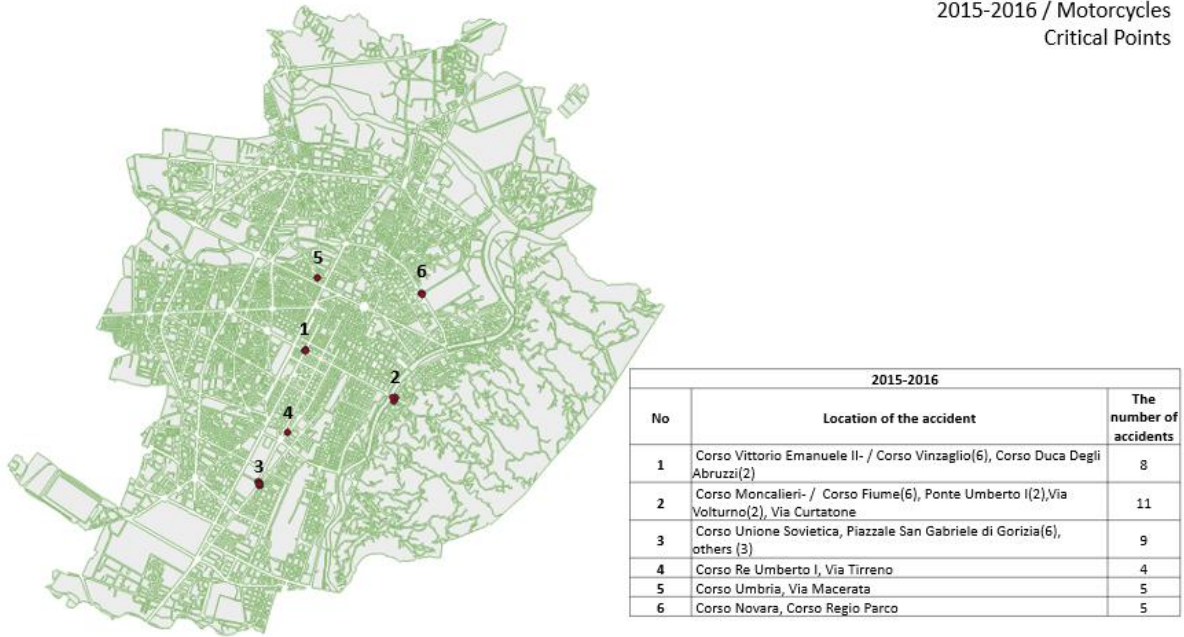 2015-2016 / Motorcycles
Critical Points
5
6
1
2
4
3
2015-2016
No
Location of the accident
The
number of
accidents
1
Corso Vittorio Emanuele II- / Corso Vinzaglio(6), Corso Duca Degli
Abruzzi(2)
8
2
Corso Moncalieri- /  Corso Fiume(6), Ponte Umberto I(2),Via
Volturno(2), Via Curtatone
11
3
Corso Unione Sovietica, Piazzale San Gabriele di Gorizia(6),
others (3)
9
4
Corso Re Umberto I, Via Tirreno
4
5
Corso Umbria, Via Macerata
5
6
Corso Novara, Corso Regio Parco
5